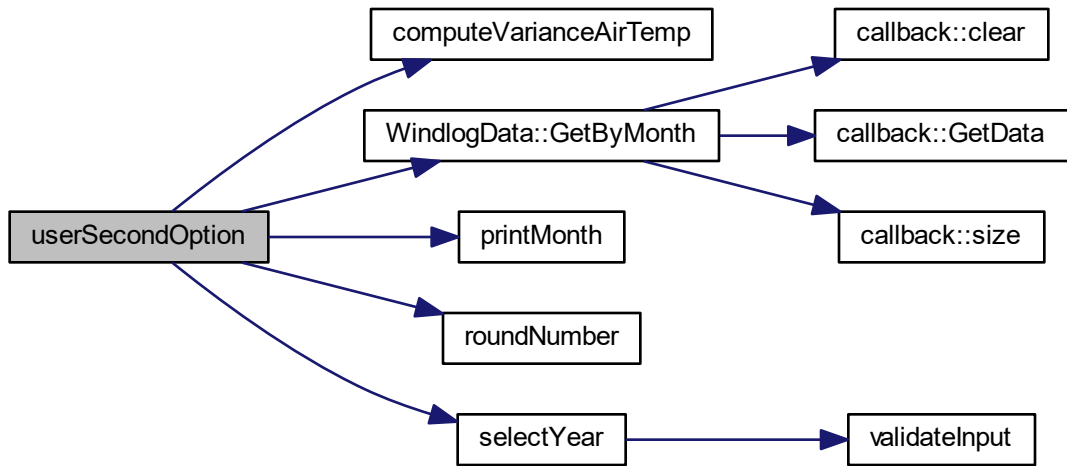 computeVarianceAirTemp
callback::clear
WindlogData::GetByMonth
callback::GetData
userSecondOption
printMonth
callback::size
roundNumber
selectYear
validateInput